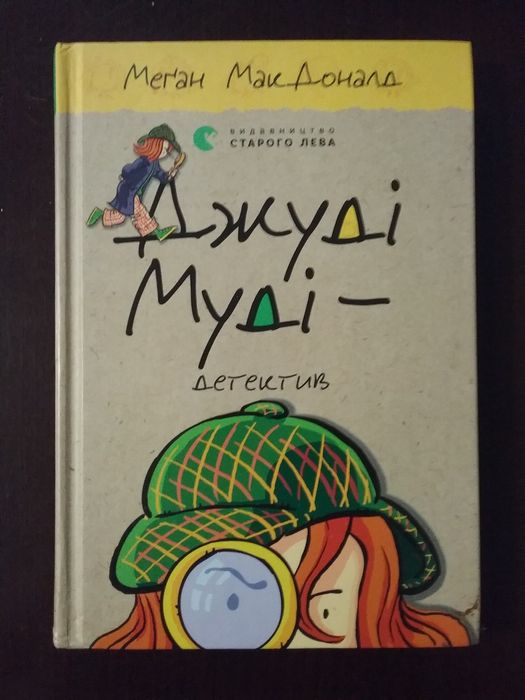 Меґан МакДоналд
ВИДАВНИЦТВО
СТАРОГО ЛЕВА
Джуді
Муді –
детектив